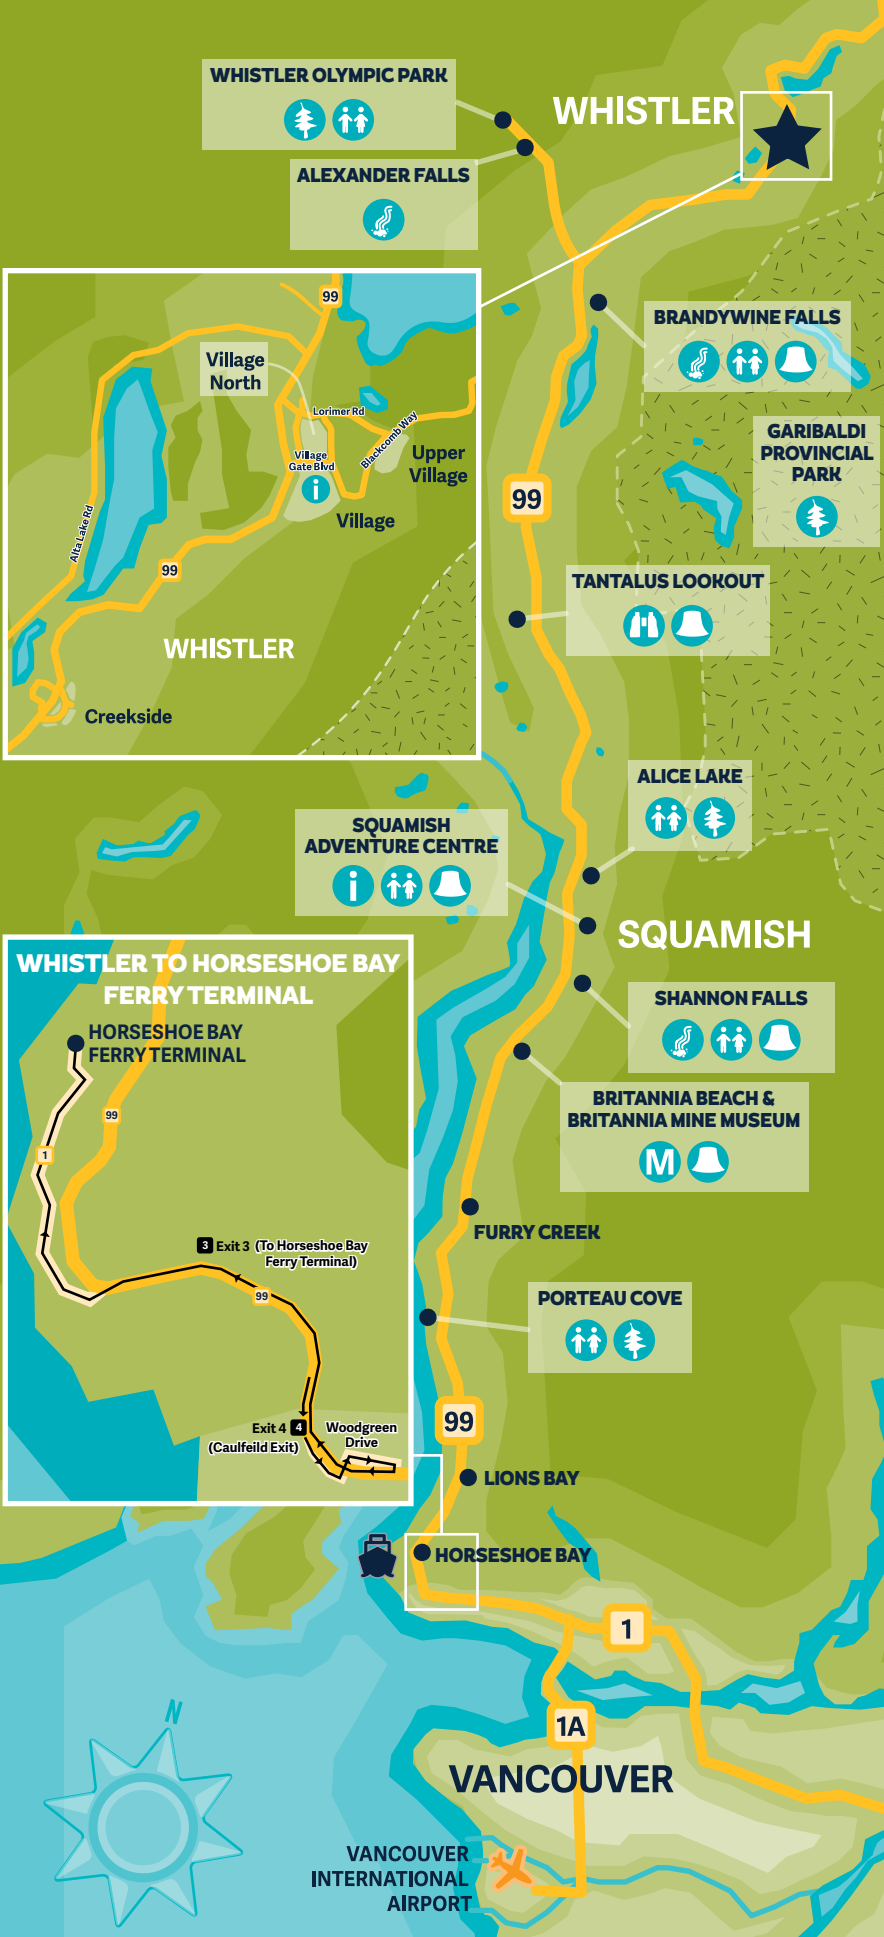 WHISTLER OLYMPIC PARK
WHISTLER
ALEXANDER FALLS
BRANDYWINE FALLS
99
Village
North
Lorimer Rd
Blackcomb Way
Village
Gate Blvd
i
Upper
Village
Village
Alta Lake Rd
99
WHISTLER
Creekside
GARIBALDI
PROVINCIAL
PARK
99
TANTALUS LOOKOUT
ALICE LAKE
SQUAMISH
ADVENTURE CENTRE
i
SQUAMISH
SHANNON FALLS
BRITANNIA BEACH &
BRITANNIA MINE MUSEUM
M
FURRY CREEK
PORTEAU COVE
99
LIONS BAY
HORSESHOE BAY
WHISTLER TO HORSESHOE BAY
FERRY TERMINAL
HORSESHOE BAY
FERRY TERMINAL
99
1
3 Exit 3 (To Horseshoe Bay
Ferry Terminal)
99
Exit 4 4
(Caulfeild Exit)
Woodgreen
Drive
1
1A
N
VANCOUVER
VANCOUVER
INTERNATIONAL
AIRPORT